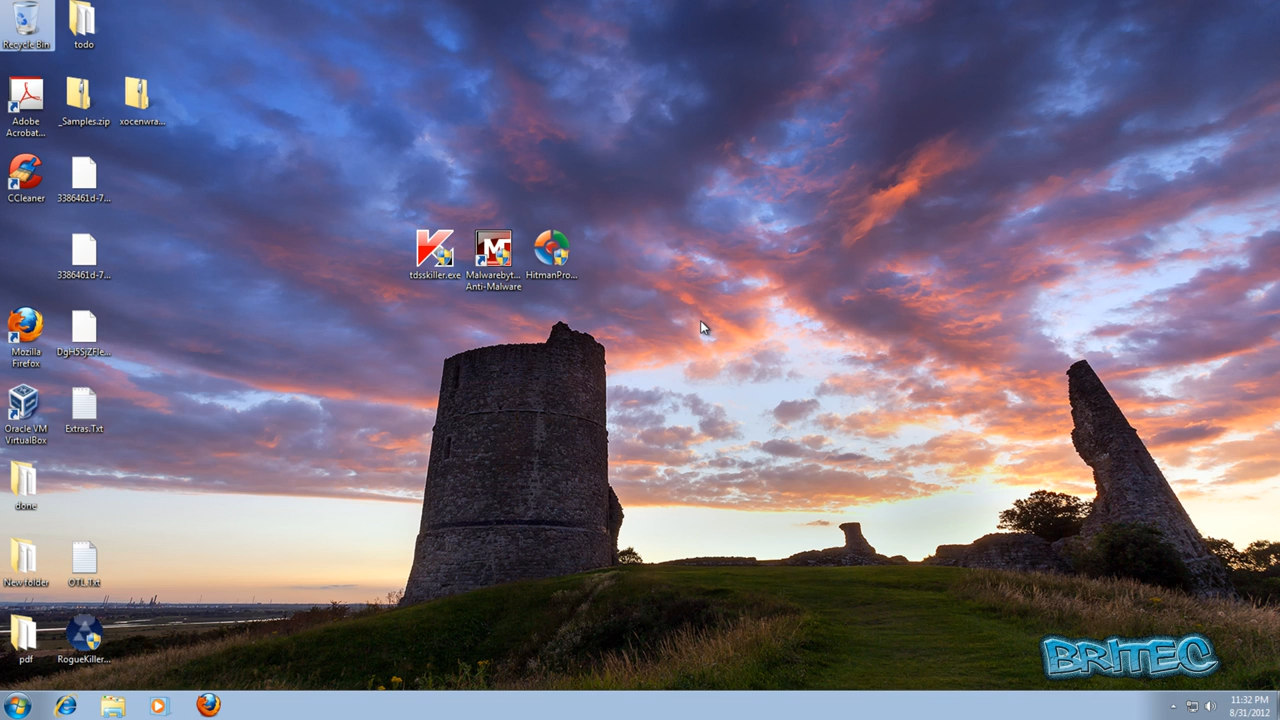 Recycle Bin
todo
Adobe
Acrobat...
_Samples.zip
xocenwra...
CCleaner
3386461d-7...
3386461d-7...
tdsskiller.exe
Malwarebyt...
Anti-Malware
HitmanPro...
Mozilla
Firefox
DgH5SjZFle...
Oracle VM
VirtualBox
Extras.Txt
done
New folder
OTL.Txt
pdf
RogueKiller...
BRITEC
11:32 PM
8/31/2012